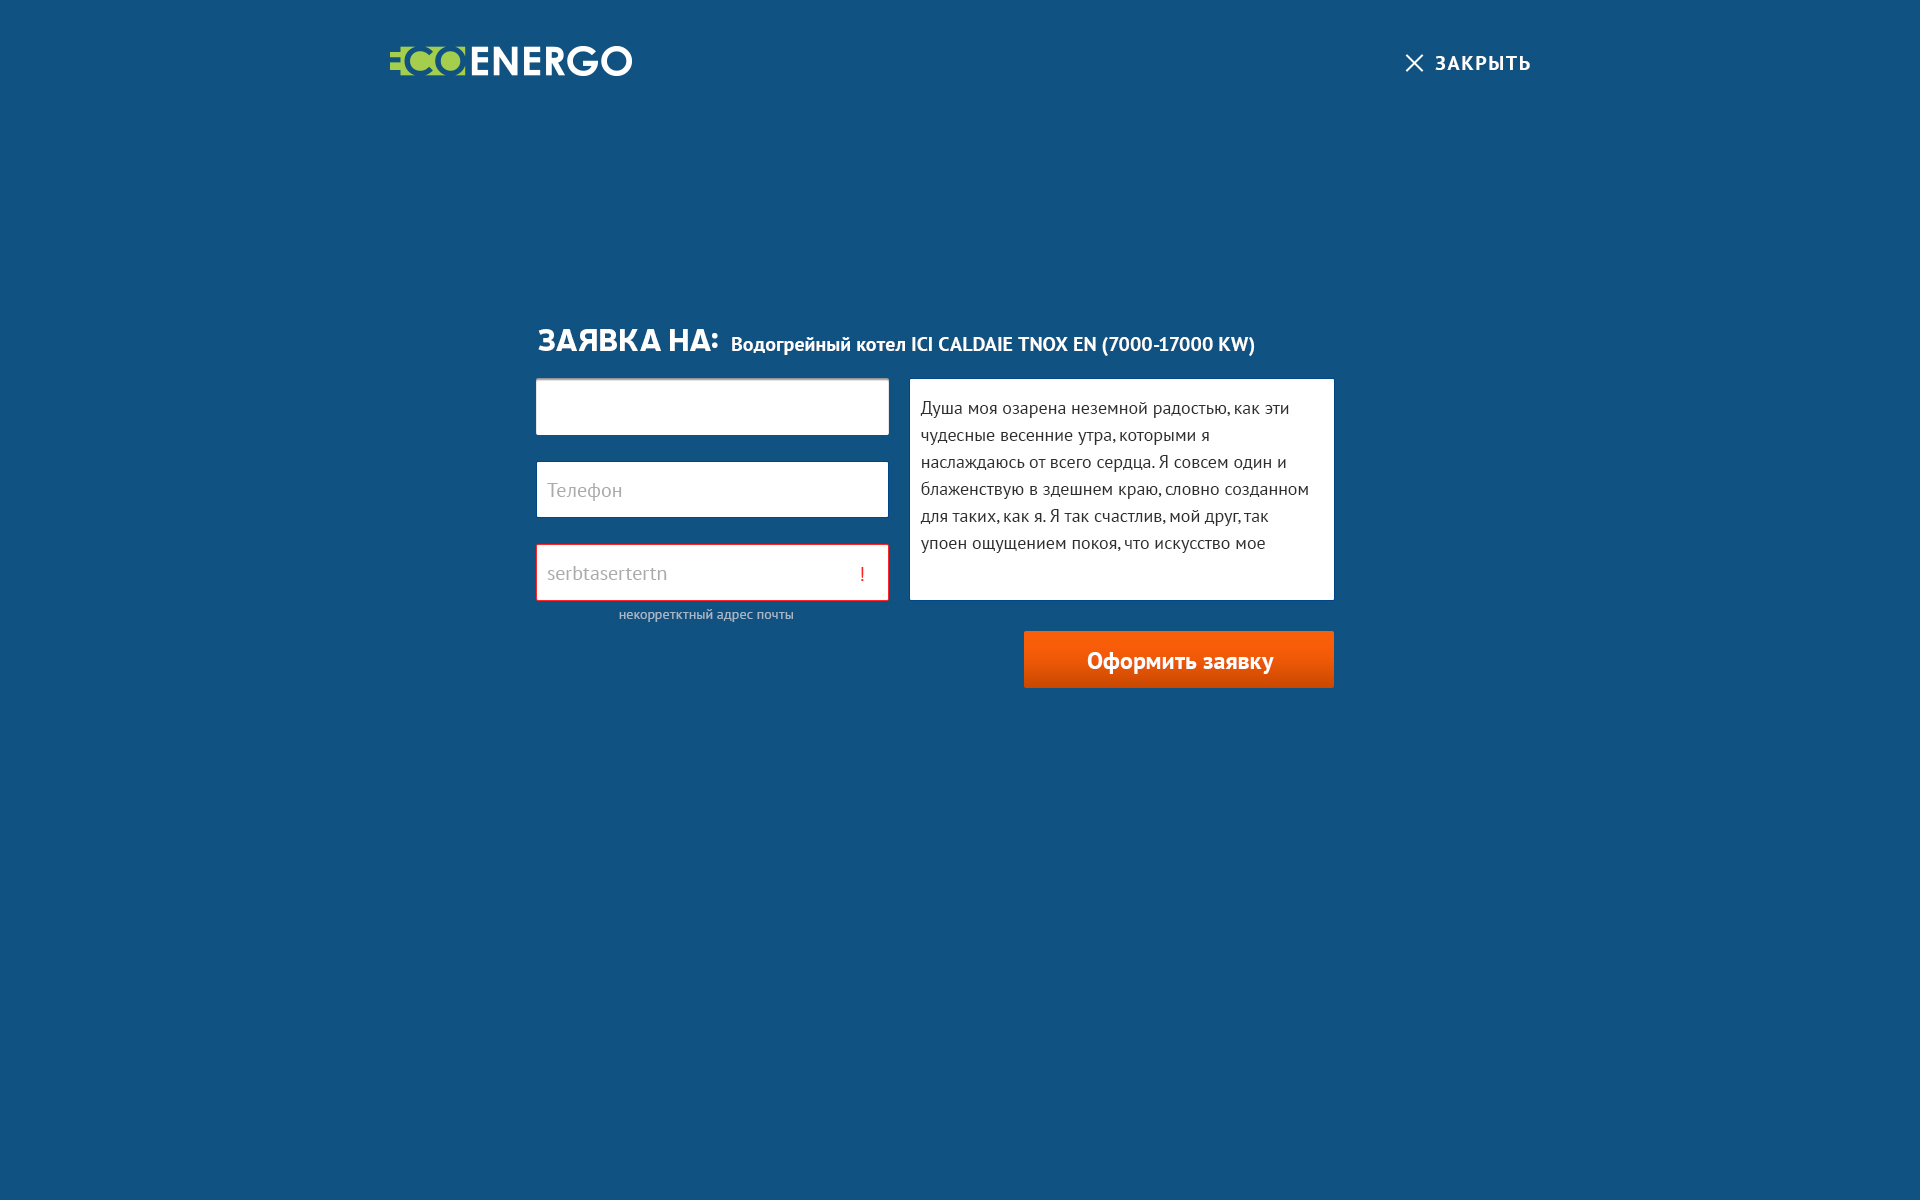 ECOENERGO
ЗАКРЫТЬ
ЗАЯВКА НА: Водогрейный котел ICI CALDAIE TNOX EN (7000-17000 KW)
Телефон
serbtasertertn !
некорретктный адрес почты
Душа моя озарена неземной радостью, как эти
чудесные весенние утра, которыми я
наслаждаюсь от всего сердца. Я совсем один и
блаженствую в здешнем краю, словно созданном
для таких, как я. Я так счастлив, мой друг, так
упоен ощущением покоя, что искусство мое
Оформить заявку